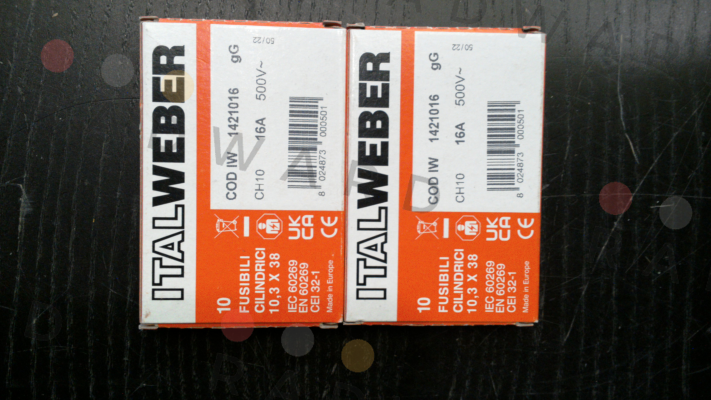 ITALWEBER
COD IW 1421016 gG
CH10 16A 500V~
50/22
8 024873 000501
UK
CA
CE
10
FUSIBILI
CILINDRICI
10,3 X 38
IEC 60269
EN 60269
CEI 32-1
Made in Europe
ITALWEBER
COD IW 1421016 gG
CH10 16A 500V~
50/22
8 024873 000501
UK
CA
CE
10
FUSIBILI
CILINDRICI
10,3 X 38
IEC 60269
EN 60269
CEI 32-1
Made in Europe